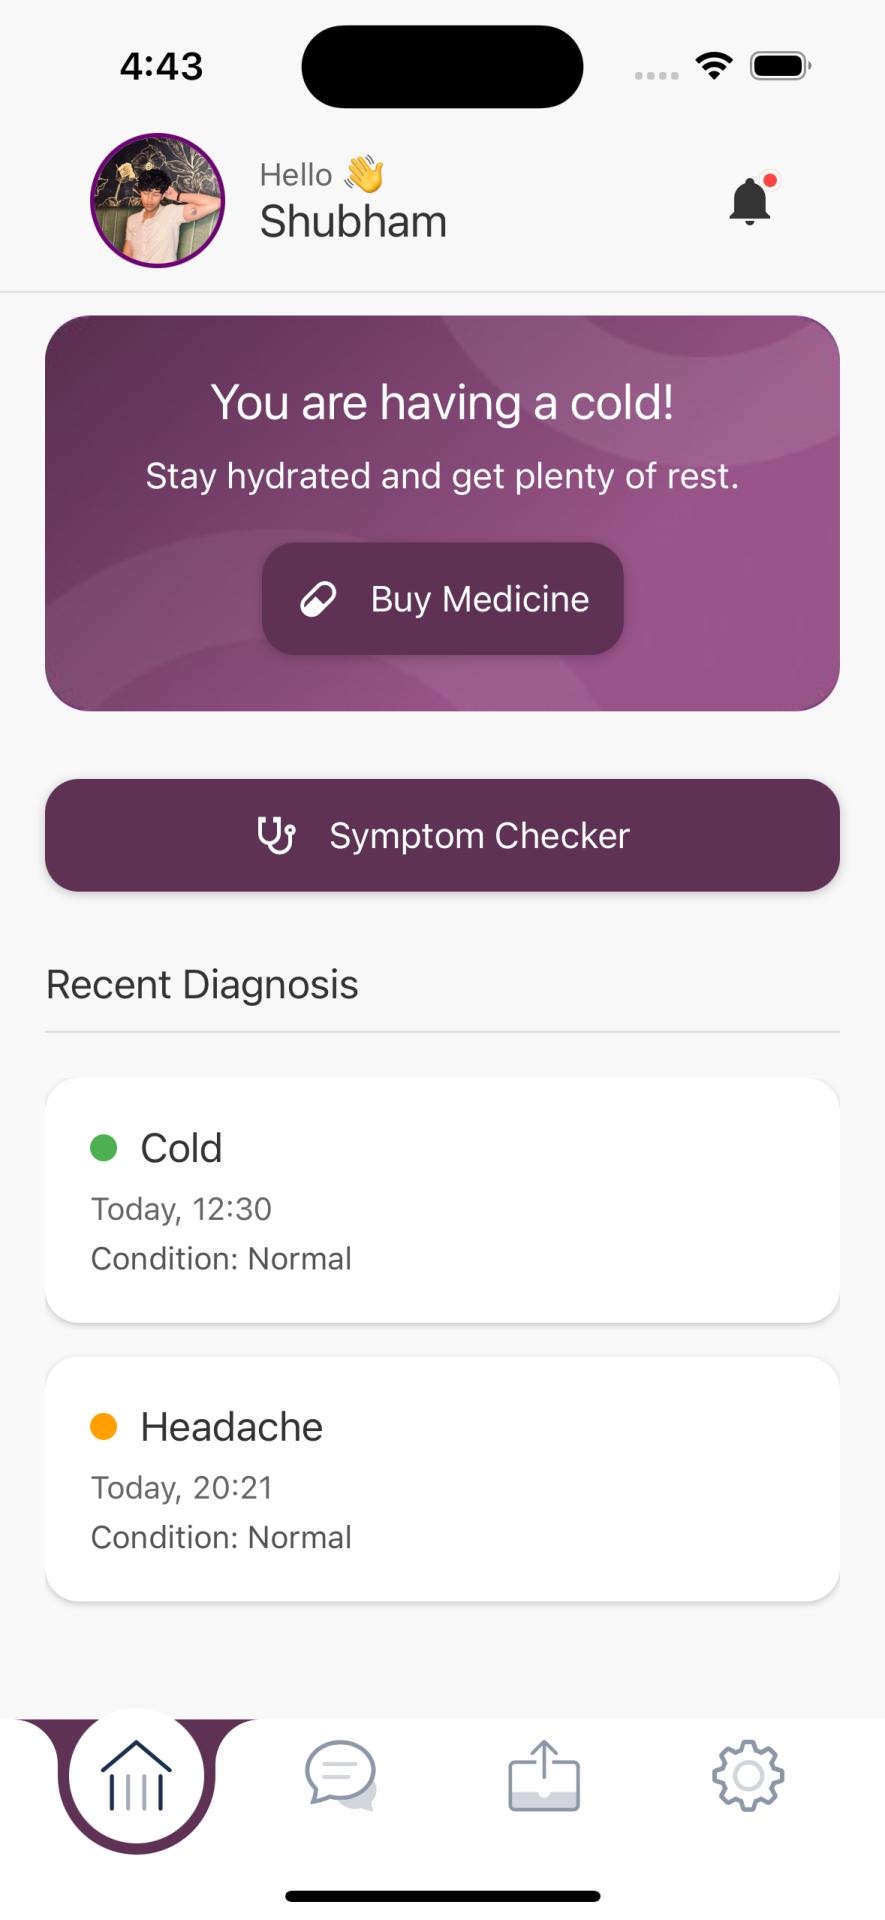 4:43
Hello 👋
Shubham
You are having a cold!
Stay hydrated and get plenty of rest.
Buy Medicine
Symptom Checker
Recent Diagnosis
Cold
Today, 12:30
Condition: Normal
Headache
Today, 20:21
Condition: Normal